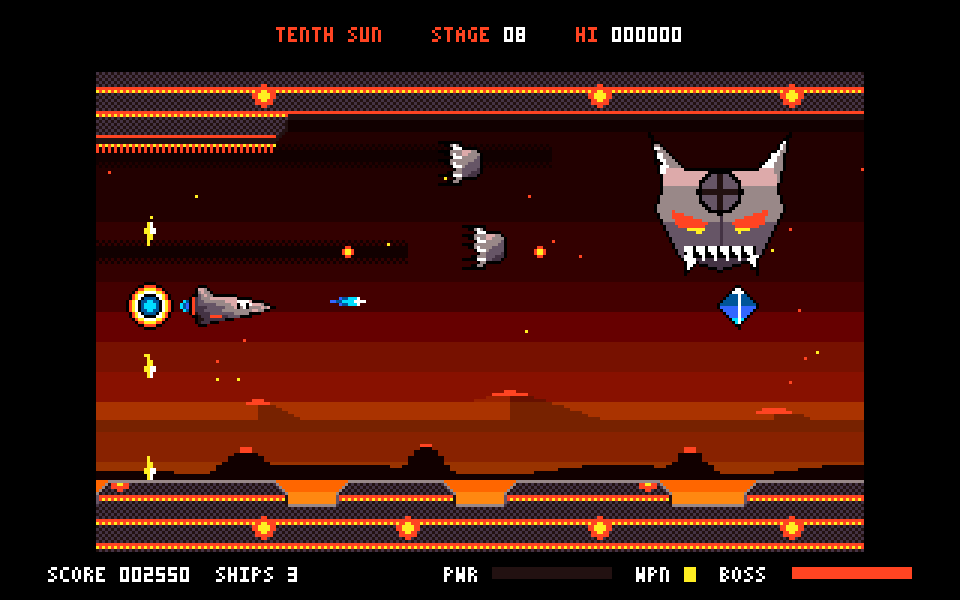 TENTH SUN STAGE 08 HI 000000
SCORE 002550 SHIPS 3 PWR WPN BOSS